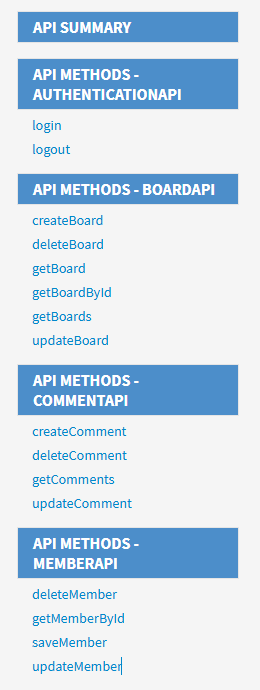 API SUMMARY
API METHODS -
AUTHENTICATIONAPI
login
logout
API METHODS - BOARDAPI
createBoard
deleteBoard
getBoard
getBoardById
getBoards
updateBoard
API METHODS -
COMMENTAPI
createComment
deleteComment
getComments
updateComment
API METHODS -
MEMBERAPI
deleteMember
getMemberById
saveMember
updateMember